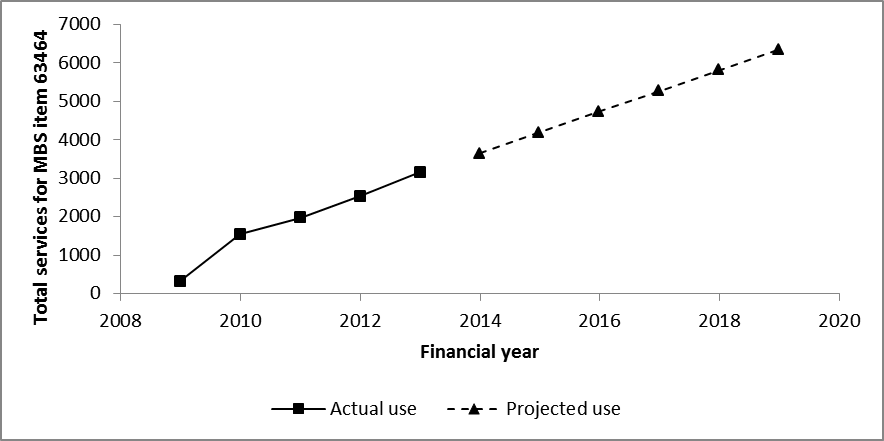 Total services for MBS item 63464
7000
6000
5000
4000
3000
2000
1000
0
2008 2010 2012 2014 2016 2018 2020
Financial year
Actual use Projected use